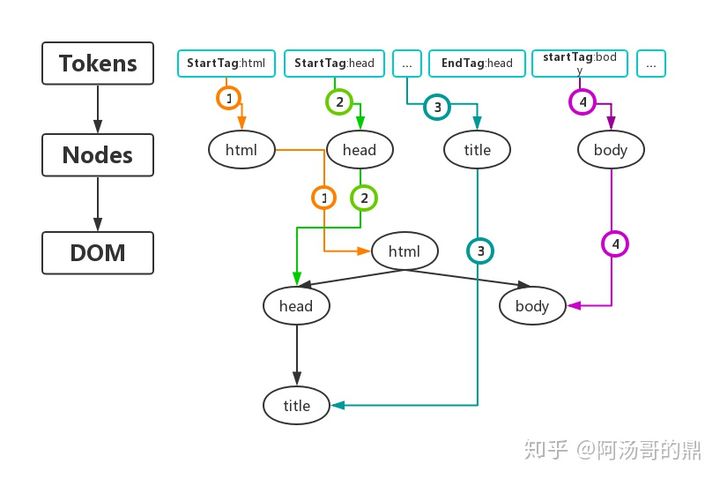 Tokens
StartTag:html
StartTag:head
...
EndTag:head
startTag:bod
y
...
1
2
3
4
Nodes
html
head
title
body
1
2
3
4
DOM
html
head
body
title
知乎 @阿汤哥的鼎